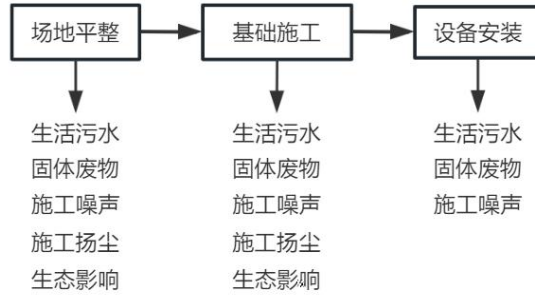 场地平整
基础施工
设备安装
生活污水
固体废物
施工噪声
施工扬尘
生态影响
生活污水
固体废物
施工噪声
施工扬尘
生态影响
生活污水
固体废物
施工噪声